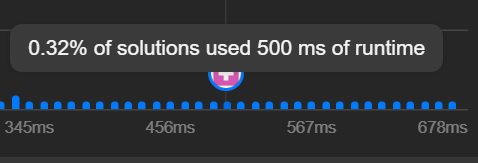 0.32% of solutions used 500 ms of runtime
345ms 456ms 567ms 678ms